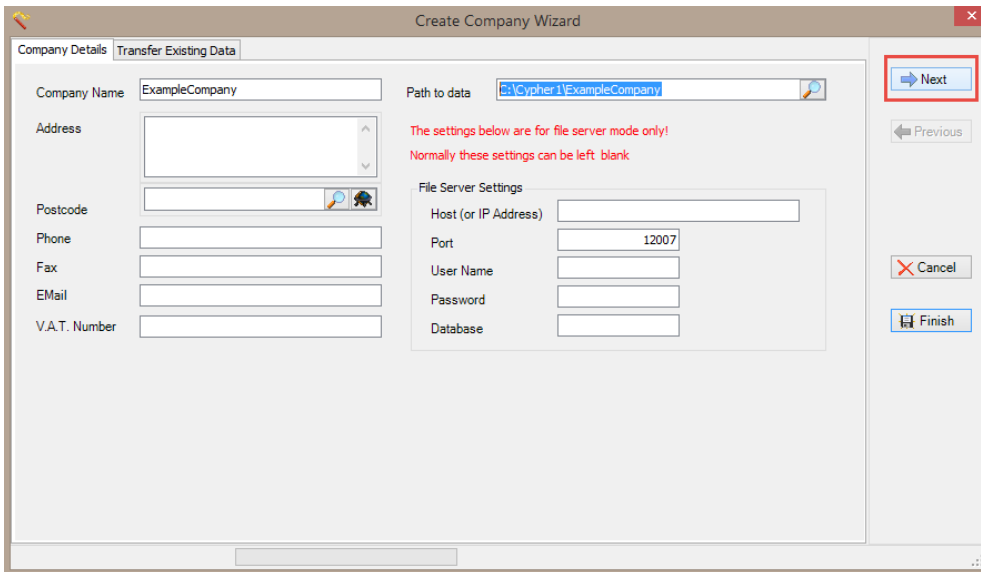 Create Company Wizard
Company Details
Transfer Existing Data
Company Name
ExampleCompany
Address
Postcode
Phone
Fax
EMail
V.A.T. Number
Path to data
C:\Cypher1\ExampleCompany
The settings below are for file server mode only!
Normally these settings can be left blank
File Server Settings
Host (or IP Address)
Port
12007
User Name
Password
Database
Next
Previous
Cancel
Finish